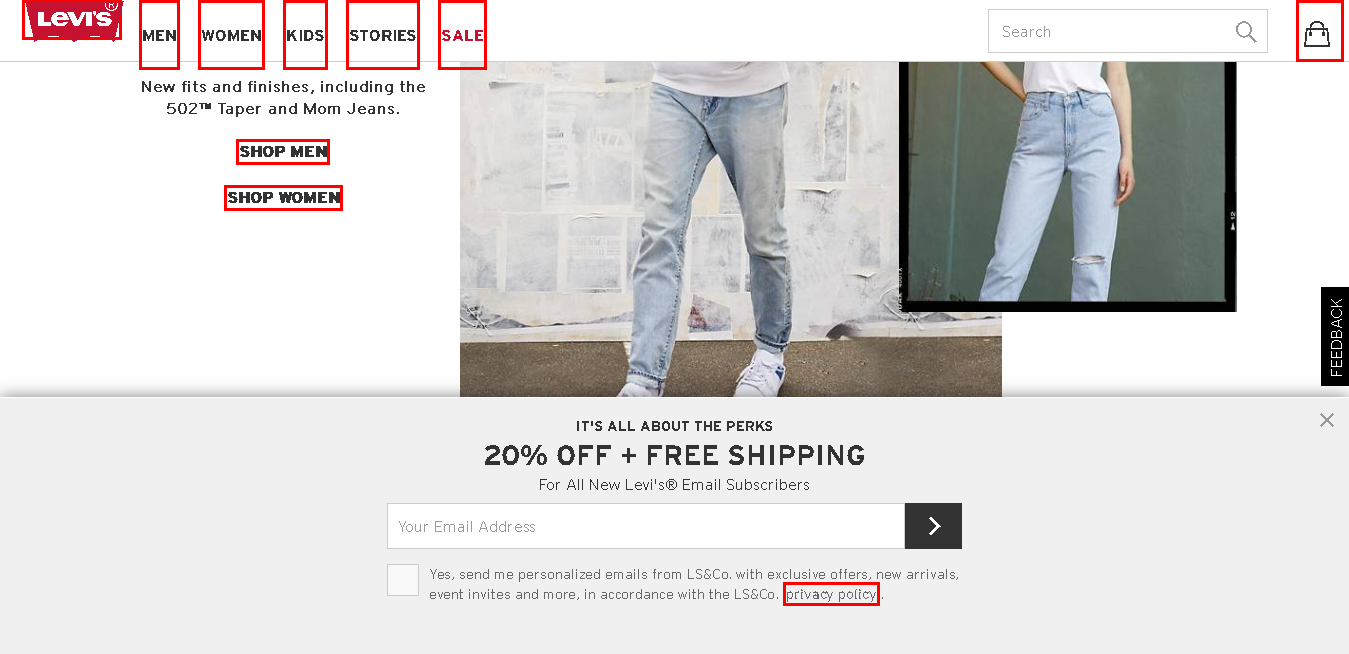 Levi's®
MEN WOMEN KIDS STORIES SALE
Search
New fits and finishes, including the
502™ Taper and Mom Jeans.
SHOP MEN
SHOP WOMEN
12
FEEDBACK
IT'S ALL ABOUT THE PERKS
20% OFF + FREE SHIPPING
For All New Levi's® Email Subscribers
Your Email Address
Yes, send me personalized emails from LS&Co. with exclusive offers, new arrivals,
event invites and more, in accordance with the LS&Co. privacy policy.